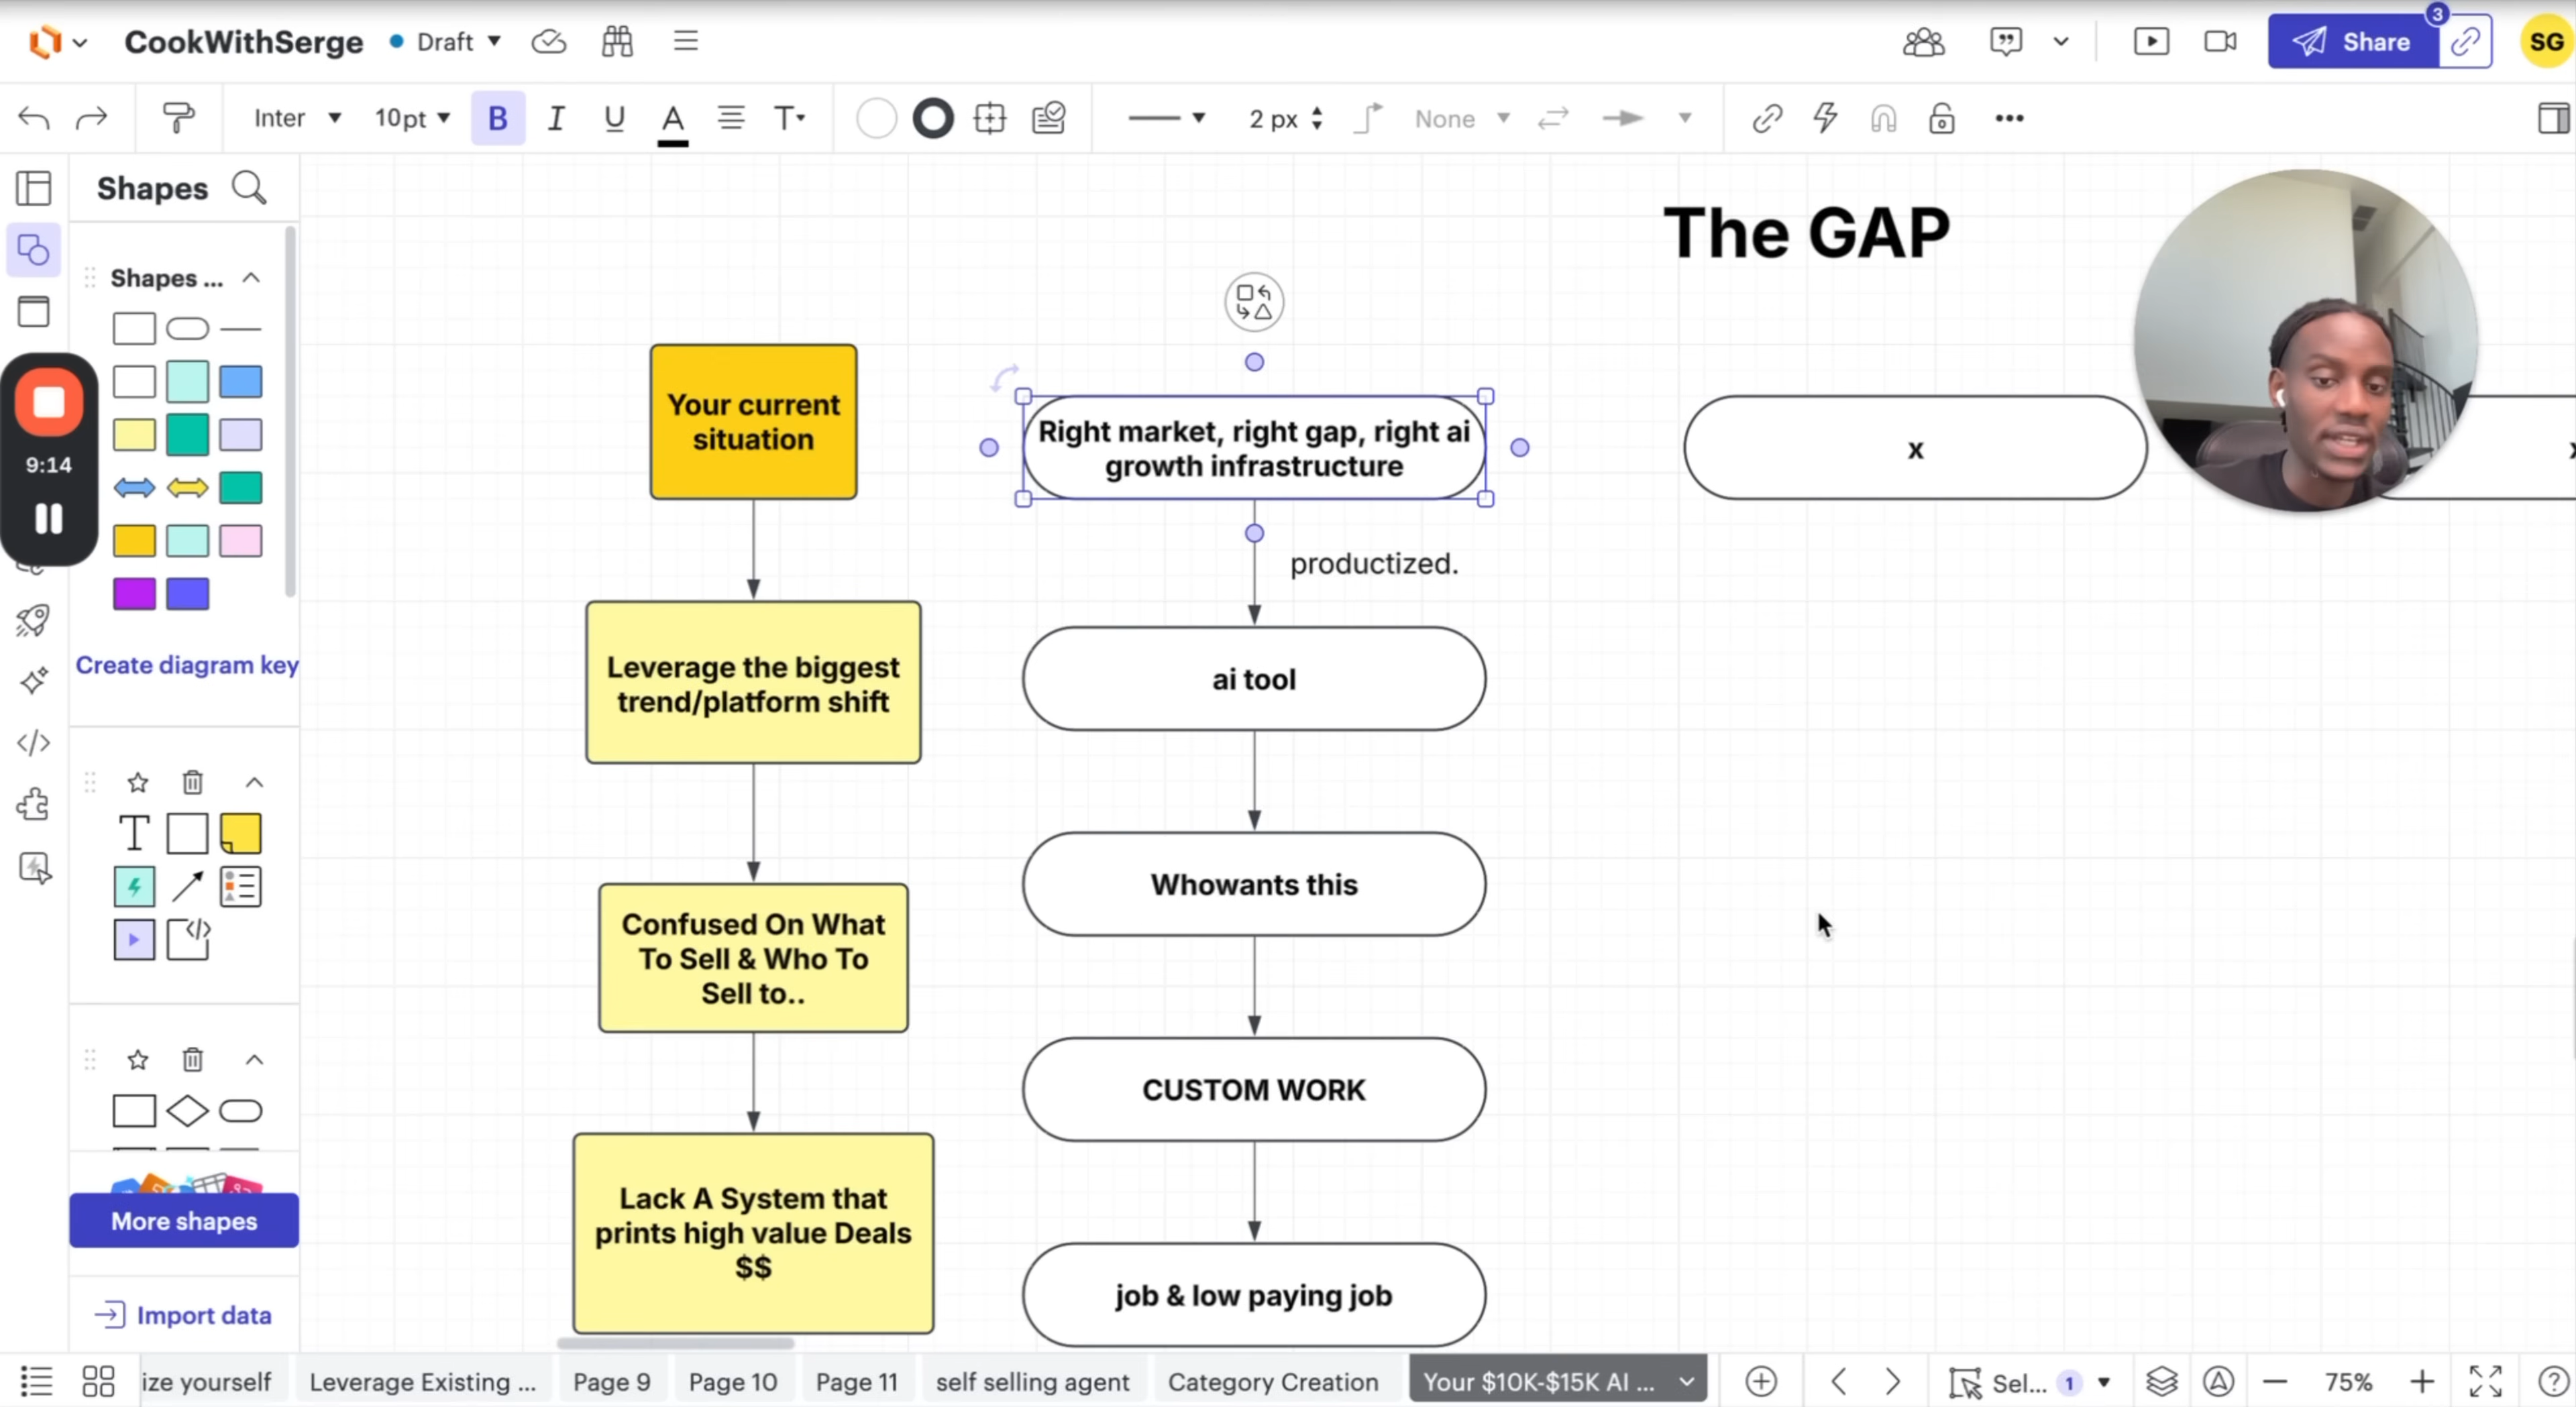 CookWithSerge
Draft
3
Share
SG
Inter
10pt
B
I
U
A
T
2 px
None
Shapes
Shapes ...
9:14
Create diagram key
T
More shapes
Import data
The GAP
Your current
situation
Leverage the biggest
trend/platform shift
Confused On What
To Sell & Who To
Sell to..
Lack A System that
prints high value Deals
$$
Right market, right gap, right ai
growth infrastructure
productized.
ai tool
Whowants this
CUSTOM WORK
job & low paying job
x
ize yourself
Leverage Existing ...
Page 9
Page 10
Page 11
self selling agent
Category Creation
Your $10K-$15K AI ...
Sel...
1
75%